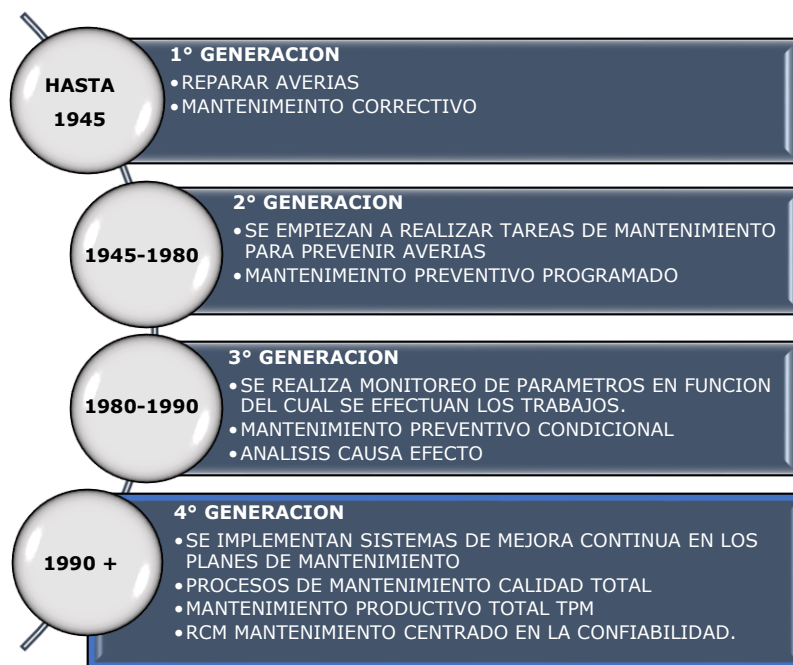 HASTA
1945
1° GENERACION
•REPARAR AVERIAS
•MANTENIMEINTO CORRECTIVO
1945-1980
2° GENERACION
•SE EMPIEZAN A REALIZAR TAREAS DE MANTENIMIENTO
PARA PREVENIR AVERIAS
•MANTENIMEINTO PREVENTIVO PROGRAMADO
1980-1990
3° GENERACION
•SE REALIZA MONITOREO DE PARAMETROS EN FUNCION
DEL CUAL SE EFECTUAN LOS TRABAJOS.
•MANTENIMIENTO PREVENTIVO CONDICIONAL
•ANALISIS CAUSA EFECTO
1990 +
4° GENERACION
•SE IMPLEMENTAN SISTEMAS DE MEJORA CONTINUA EN LOS
PLANES DE MANTENIMIENTO
•PROCESOS DE MANTENIMIENTO CALIDAD TOTAL
•MANTENIMIENTO PRODUCTIVO TOTAL TPM
•RCM MANTENIMIENTO CENTRADO EN LA CONFIABILIDAD.